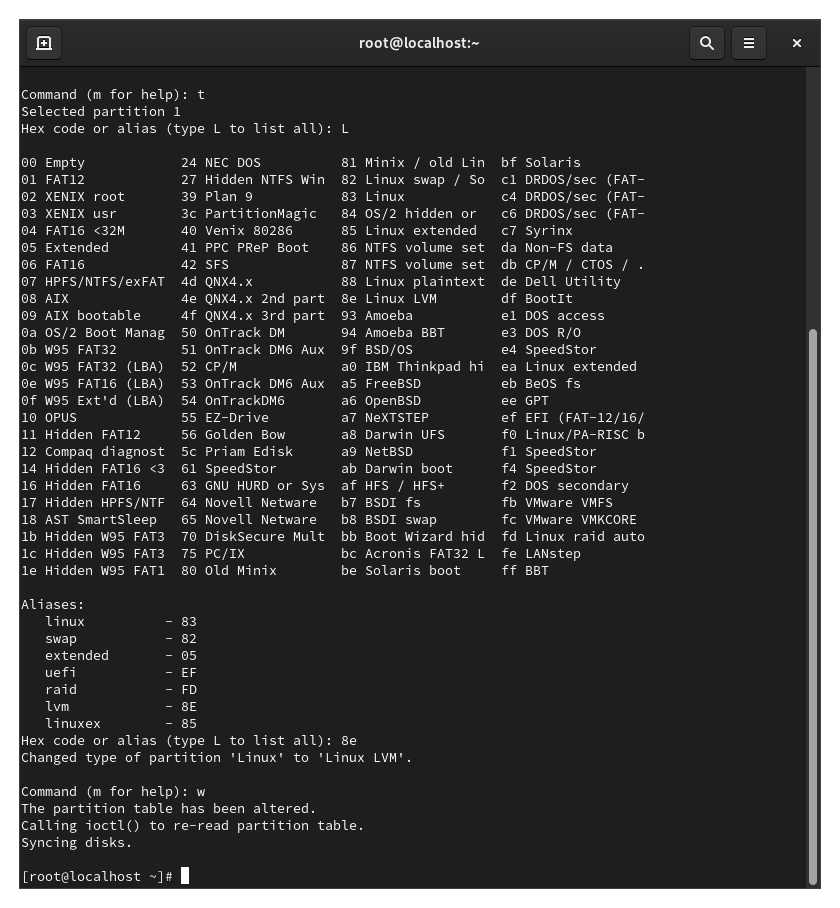 root@localhost:~
Command (m for help): t
Selected partition 1
Hex code or alias (type L to list all): L
00 Empty            24 NEC DOS          81 Minix / old Lin  bf Solaris
01 FAT12            27 Hidden NTFS Win  82 Linux swap / So  c1 DRDOS/sec (FAT-
02 XENIX root       39 Plan 9           83 Linux            c4 DRDOS/sec (FAT-
03 XENIX usr        3c PartitionMagic   84 OS/2 hidden or   c6 DRDOS/sec (FAT-
04 FAT16 <32M       40 Venix 80286      85 Linux extended   c7 Syrinx
05 Extended         41 PPC PReP Boot    86 NTFS volume set  da Non-FS data
06 FAT16            42 SFS              87 NTFS volume set  db CP/M / CTOS / .
07 HPFS/NTFS/exFAT  4d QNX4.x           88 Linux plaintext  de Dell Utility
08 AIX              4e QNX4.x 2nd part  8e Linux LVM        df BootIt
09 AIX bootable     4f QNX4.x 3rd part  93 Amoeba           e1 DOS access
0a OS/2 Boot Manag  50 OnTrack DM       94 Amoeba BBT       e3 DOS R/O
0b W95 FAT32        51 OnTrack DM6 Aux  9f BSD/OS           e4 SpeedStor
0c W95 FAT32 (LBA)  52 CP/M             a0 IBM Thinkpad hi  ea Linux extended
0e W95 FAT16 (LBA)  53 OnTrack DM6 Aux  a5 FreeBSD          eb BeOS fs
0f W95 Ext'd (LBA)  54 OnTrackDM6       a6 OpenBSD          ee GPT
10 OPUS             55 EZ-Drive         a7 NeXTSTEP         ef EFI (FAT-12/16/
11 Hidden FAT12     56 Golden Bow       a8 Darwin UFS       f0 Linux/PA-RISC b
12 Compaq diagnost  5c Priam Edisk      a9 NetBSD           f1 SpeedStor
14 Hidden FAT16 <3  61 SpeedStor        ab Darwin boot      f4 SpeedStor
16 Hidden FAT16     63 GNU HURD or Sys  af HFS / HFS+       f2 DOS secondary
17 Hidden HPFS/NTF  64 Novell Netware   b7 BSDI fs          fb VMware VMFS
18 AST SmartSleep   65 Novell Netware   b8 BSDI swap        fc VMware VMKCORE
1b Hidden W95 FAT3  70 DiskSecure Mult  bb Boot Wizard hid  fd Linux raid auto
1c Hidden W95 FAT3  75 PC/IX            bc Acronis FAT32 L  fe LANstep
1e Hidden W95 FAT1  80 Old Minix        be Solaris boot     ff BBT
Aliases:
   linux          - 83
   swap           - 82
   extended       - 05
   uefi           - EF
   raid           - FD
   lvm            - 8E
   linuxex        - 85
Hex code or alias (type L to list all): 8e
Changed type of partition 'Linux' to 'Linux LVM'.
Command (m for help): w
The partition table has been altered.
Calling ioctl() to re-read partition table.
Syncing disks.
[root@localhost ~]#